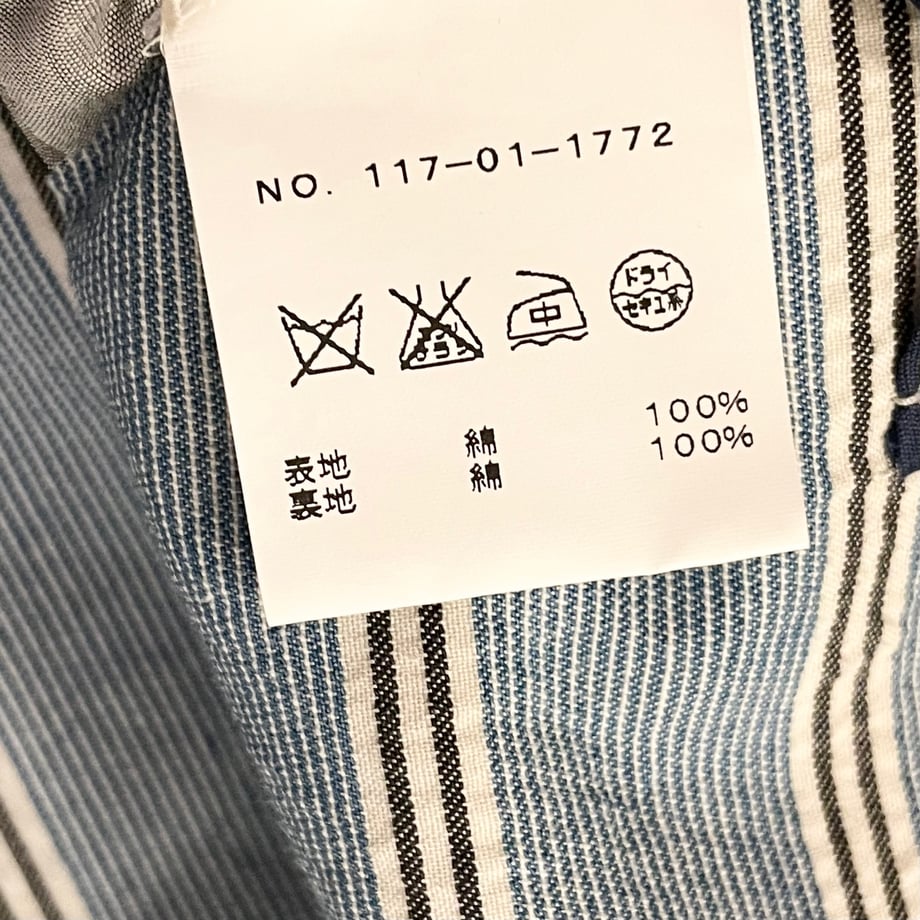 NO. 117-01-1772
中
ドライ
セキユ系
表地 綿 100%
裏地 綿 100%